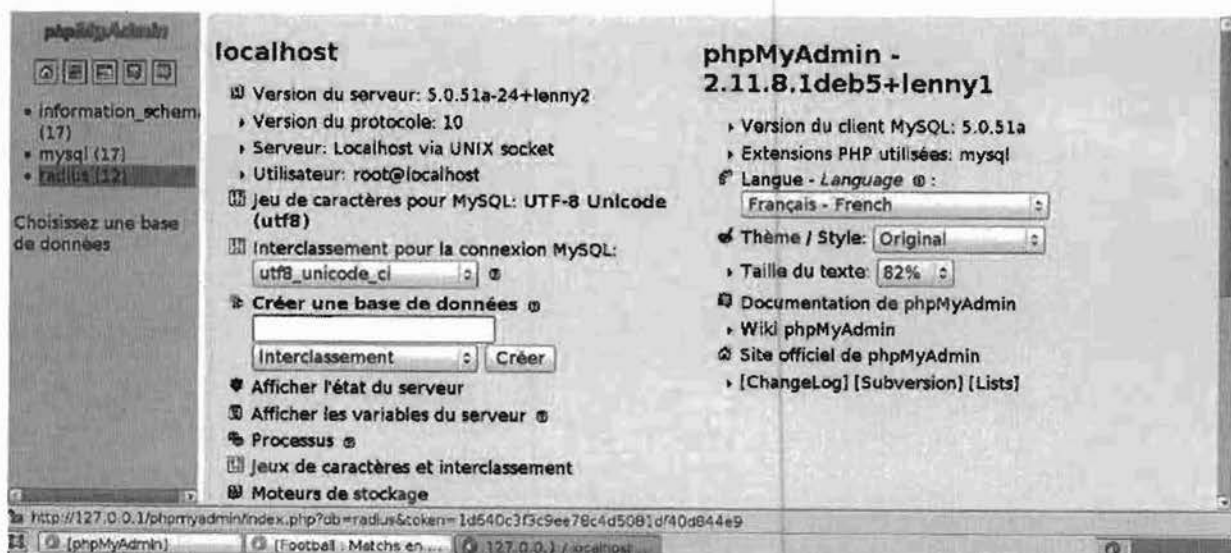 phpMyAdmin
information_schem
(17)
mysql (17)
radius (12)
Choisissez une base
de données
localhost
Version du serveur: 5.0.51a-24+lenny2
Version du protocole: 10
Serveur: Localhost via UNIX socket
Utilisateur: root@localhost
Jeu de caractères pour MySQL: UTF-8 Unicode
(utf8)
Interclassement pour la connexion MySQL:
utf8_unicode_ci
Créer une base de données
Interclassement
Créer
Afficher l'état du serveur
Afficher les variables du serveur
Processus
Jeux de caractères et interclassement
Moteurs de stockage
phpMyAdmin -
2.11.8.1deb5+lenny1
Version du client MySQL: 5.0.51a
Extensions PHP utilisées: mysql
Langue - Language :
Français - French
Thème / Style: Original
Taille du texte: 82%
Documentation de phpMyAdmin
Wiki phpMyAdmin
Site officiel de phpMyAdmin
[ChangeLog] [Subversion] [Lists]
http://127.0.0.1/phpmyadmin/index.php?db=radius&token=1d640c3f3c9ee78c4d5081df40d844e9
[phpMyAdmin]
[Football : Matchs en ...
127.0.0.1 / localhost ...